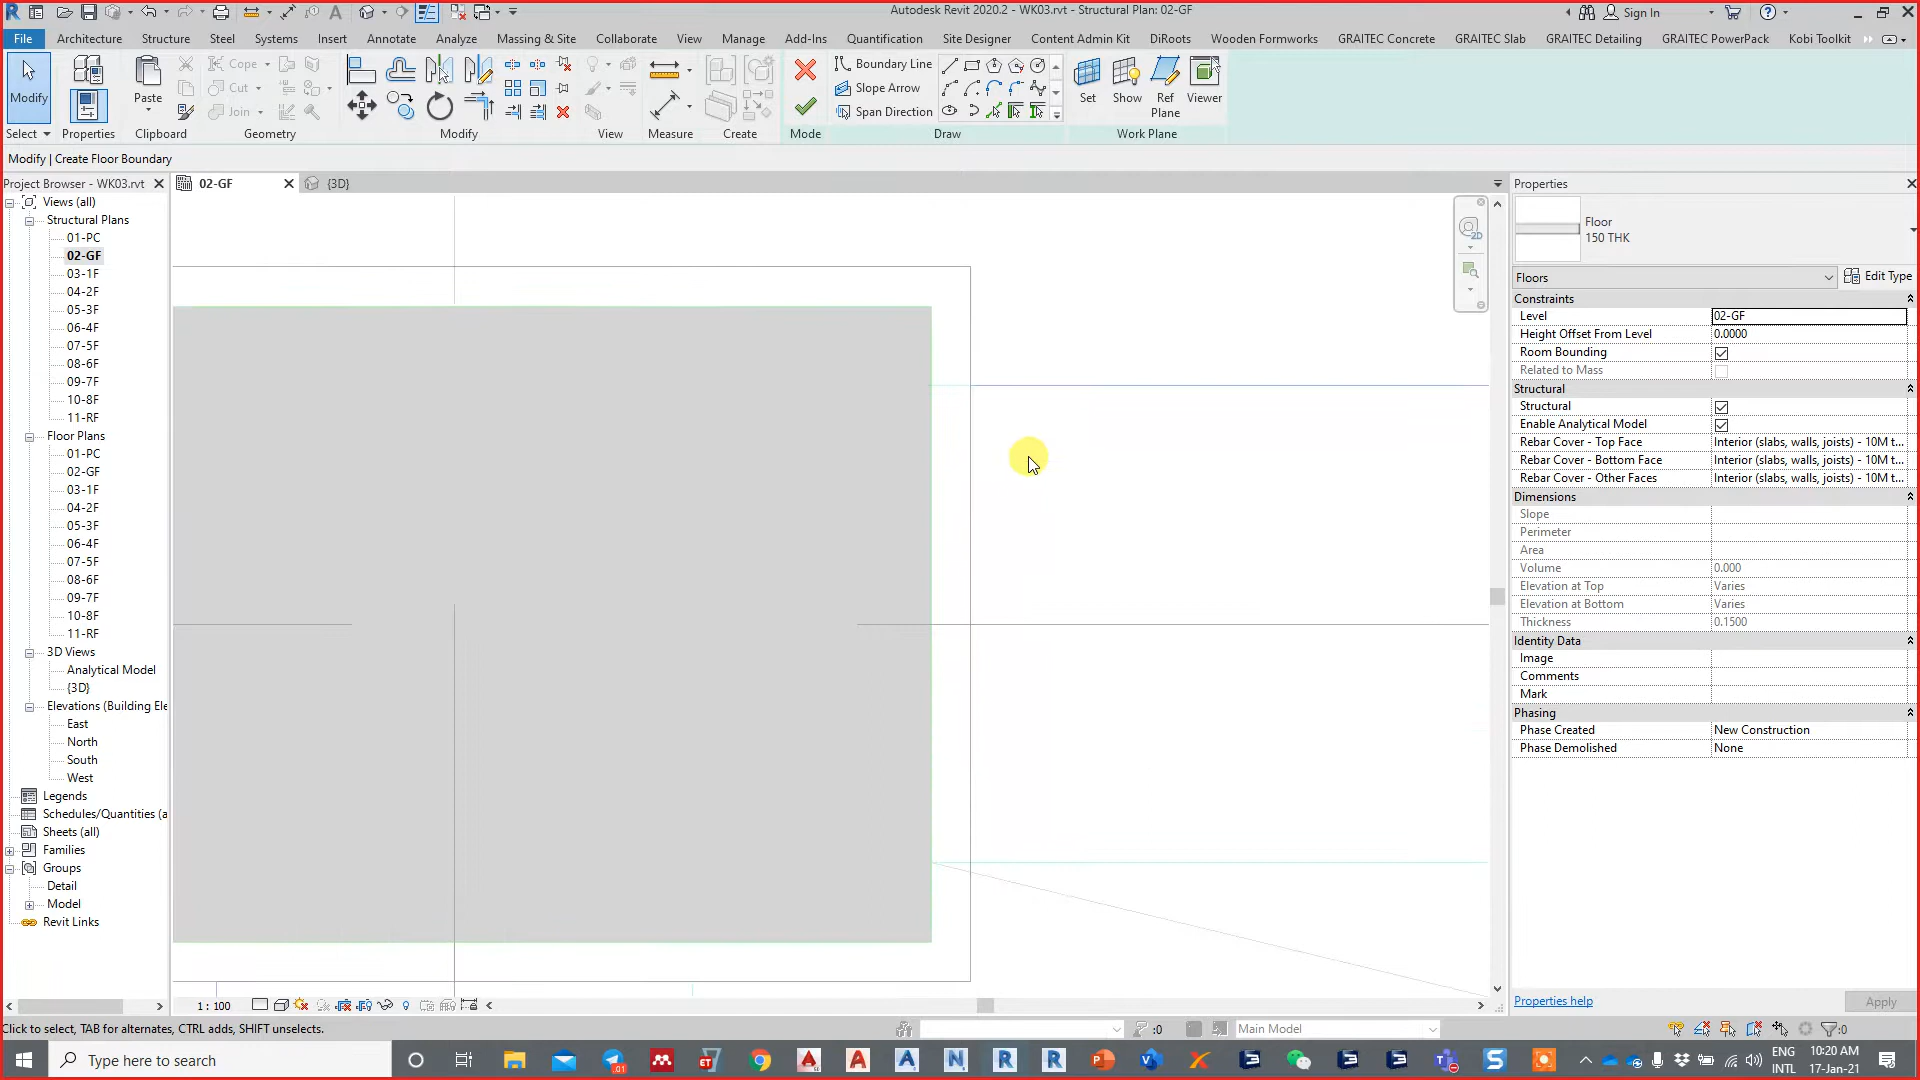 Autodesk Revit 2020.2 - WK03.rvt - Structural Plan: 02-GF
Sign In
File Architecture Structure Steel Systems Insert Annotate Analyze Massing & Site Collaborate View Manage Add-Ins Quantification Site Designer Content Admin Kit DiRoots Wooden Formworks GRAITEC Concrete GRAITEC Slab GRAITEC Detailing GRAITEC PowerPack Kobi Toolkit
Modify
Paste
Cope
Cut
Join
Boundary Line
Slope Arrow
Span Direction
Set Show Ref Plane Viewer
Select Properties Clipboard Geometry Modify View Measure Create Mode Draw Work Plane
Modify | Create Floor Boundary
Project Browser - WK03.rvt
02-GF
{3D}
Views (all)
Structural Plans
01-PC
02-GF
03-1F
04-2F
05-3F
06-4F
07-5F
08-6F
09-7F
10-8F
11-RF
Floor Plans
01-PC
02-GF
03-1F
04-2F
05-3F
06-4F
07-5F
08-6F
09-7F
10-8F
11-RF
3D Views
Analytical Model
{3D}
Elevations (Building Ele
East
North
South
West
Legends
Schedules/Quantities (a
Sheets (all)
Families
Groups
Detail
Model
Revit Links
2D
Properties
Floor
150 THK
Floors
Edit Type
Constraints
Level 02-GF
Height Offset From Level 0.0000
Room Bounding
Related to Mass
Structural
Structural
Enable Analytical Model
Rebar Cover - Top Face Interior (slabs, walls, joists) - 10M t...
Rebar Cover - Bottom Face Interior (slabs, walls, joists) - 10M t...
Rebar Cover - Other Faces Interior (slabs, walls, joists) - 10M t...
Dimensions
Slope
Perimeter
Area
Volume 0.000
Elevation at Top Varies
Elevation at Bottom Varies
Thickness 0.1500
Identity Data
Image
Comments
Mark
Phasing
Phase Created New Construction
Phase Demolished None
Properties help
Apply
1 : 100
Click to select, TAB for alternates, CTRL adds, SHIFT unselects.
:0
Main Model
:0
Type here to search
ENG
INTL
10:20 AM
17-Jan-21